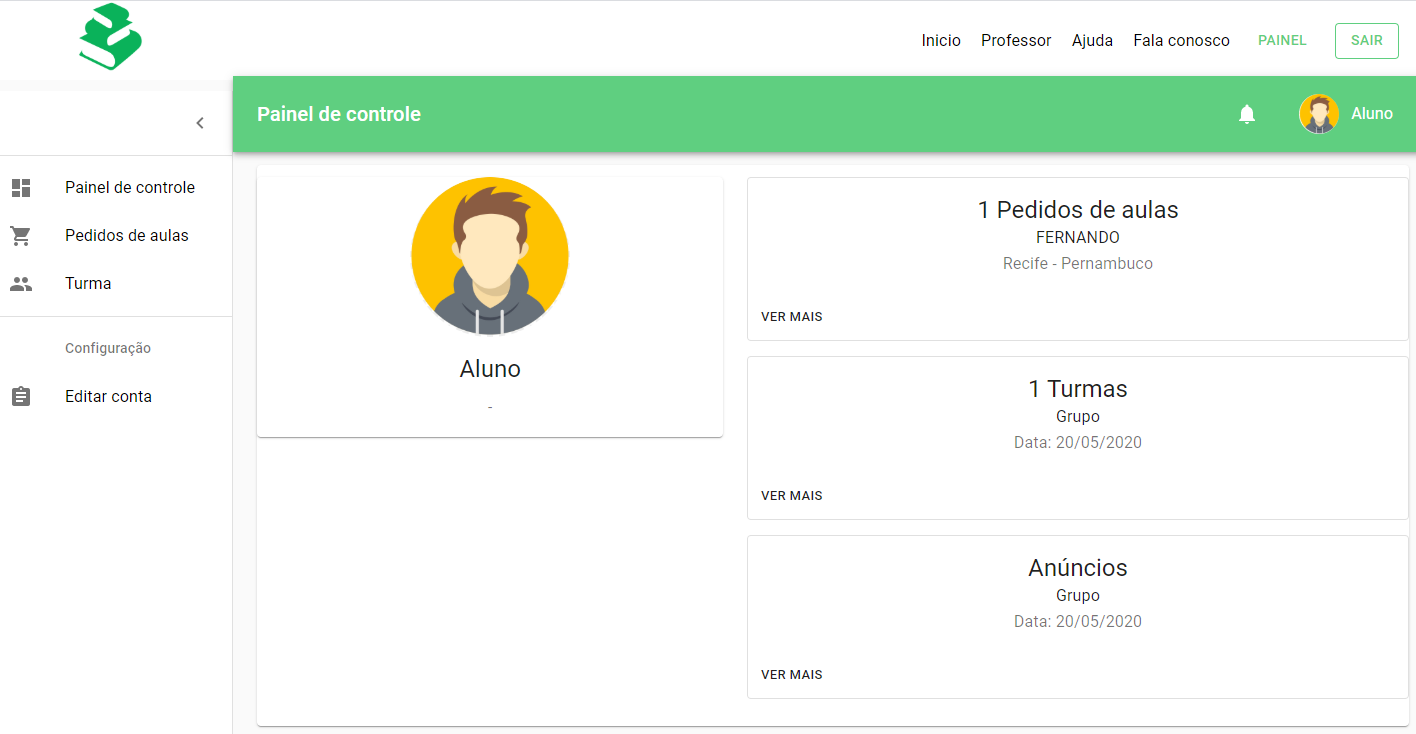 Inicio Professor Ajuda Fala conosco PAINEL SAIR
Painel de controle
Aluno
Painel de controle
Pedidos de aulas
Turma
Configuração
Editar conta
Aluno
-
1 Pedidos de aulas
FERNANDO
Recife - Pernambuco
VER MAIS
1 Turmas
Grupo
Data: 20/05/2020
VER MAIS
Anúncios
Grupo
Data: 20/05/2020
VER MAIS